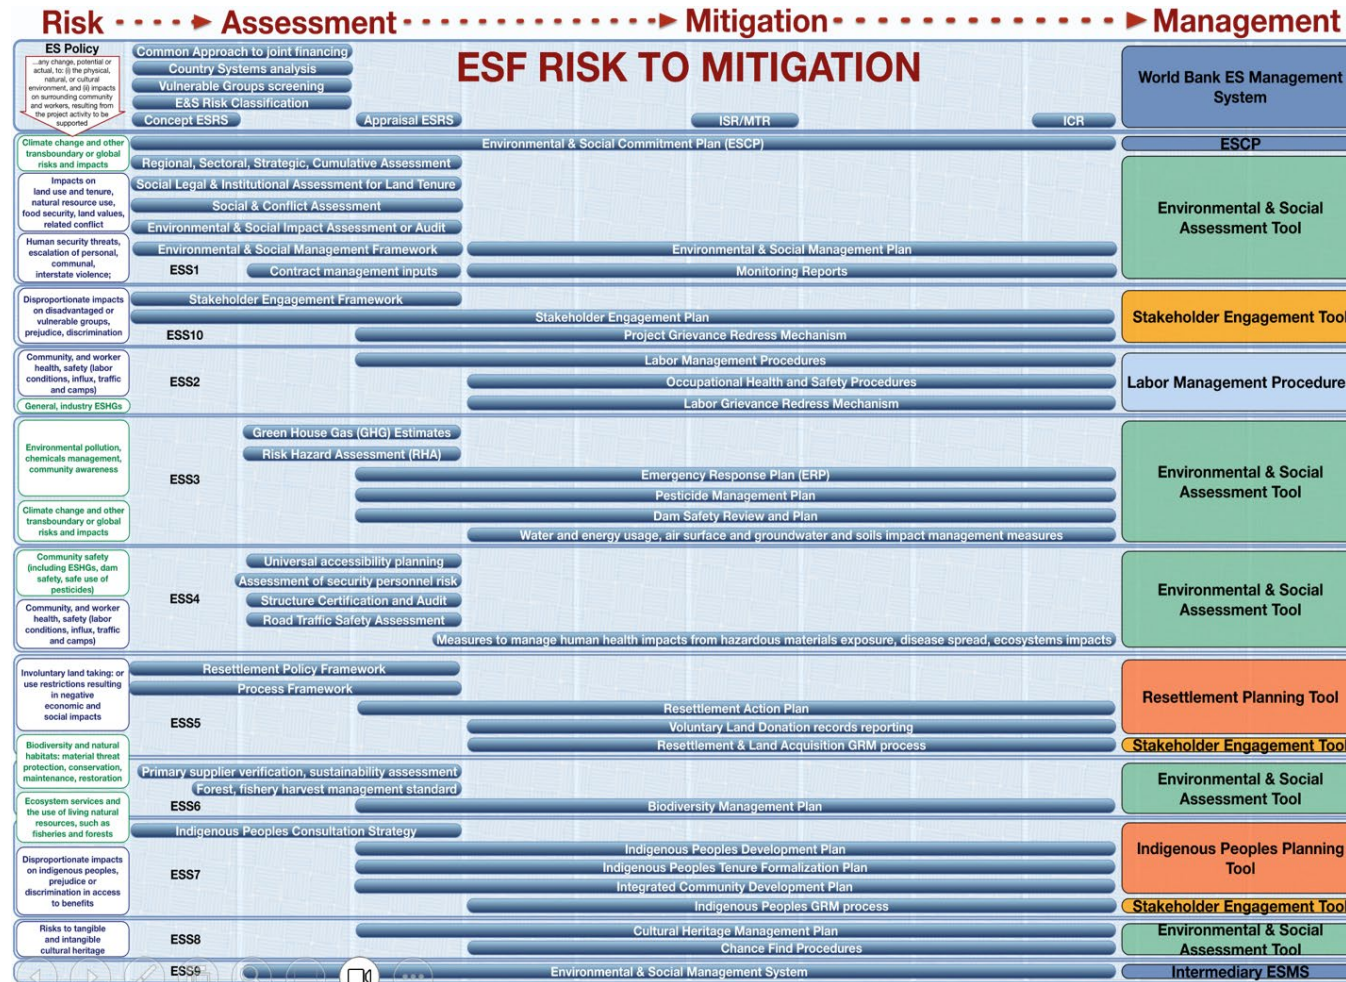 Risk
Assessment
Mitigation
Management
ESF RISK TO MITIGATION
ES Policy
...any change, potential or
actual, to: (i) the physical,
natural, or cultural
environment, and (ii) impacts
on surrounding community
and workers, resulting from
the project activity to be
supported
Common Approach to joint financing
Country Systems analysis
Vulnerable Groups screening
E&S Risk Classification
Concept ESRS
Appraisal ESRS
ISR/MTR
ICR
World Bank ES Management
System
Climate change and other
transboundary or global
risks and impacts
Environmental & Social Commitment Plan (ESCP)
ESCP
Regional, Sectoral, Strategic, Cumulative Assessment
Impacts on
land use and tenure,
natural resource use,
food security, land values,
related conflict
Social Legal & Institutional Assessment for Land Tenure
Social & Conflict Assessment
Environmental & Social Impact Assessment or Audit
Environmental & Social
Assessment Tool
Human security threats,
escalation of personal,
communal,
interstate violence;
Environmental & Social Management Framework
Environmental & Social Management Plan
ESS1
Contract management inputs
Monitoring Reports
Disproportionate impacts
on disadvantaged or
vulnerable groups,
prejudice, discrimination
Stakeholder Engagement Framework
Stakeholder Engagement Plan
ESS10
Project Grievance Redress Mechanism
Stakeholder Engagement Tool
Community, and worker
health, safety (labor
conditions, influx, traffic
and camps)
General, industry ESHGs
ESS2
Labor Management Procedures
Occupational Health and Safety Procedures
Labor Grievance Redress Mechanism
Labor Management Procedure
Environmental pollution,
chemicals management,
community awareness
Climate change and other
transboundary or global
risks and impacts
ESS3
Green House Gas (GHG) Estimates
Risk Hazard Assessment (RHA)
Emergency Response Plan (ERP)
Pesticide Management Plan
Dam Safety Review and Plan
Water and energy usage, air surface and groundwater and soils impact management measures
Environmental & Social
Assessment Tool
Community safety
(including ESHGs, dam
safety, safe use of
pesticides)
Community, and worker
health, safety (labor
conditions, influx, traffic
and camps)
ESS4
Universal accessibility planning
Assessment of security personnel risk
Structure Certification and Audit
Road Traffic Safety Assessment
Measures to manage human health impacts from hazardous materials exposure, disease spread, ecosystems impacts
Environmental & Social
Assessment Tool
Involuntary land taking: or
use restrictions resulting
in negative
economic and
social impacts
ESS5
Resettlement Policy Framework
Process Framework
Resettlement Action Plan
Voluntary Land Donation records reporting
Resettlement & Land Acquisition GRM process
Resettlement Planning Tool
Stakeholder Engagement Tool
Biodiversity and natural
habitats: material threat
protection, conservation,
maintenance, restoration
Ecosystem services and
the use of living natural
resources, such as
fisheries and forests
Primary supplier verification, sustainability assessment
Forest, fishery harvest management standard
ESS6
Biodiversity Management Plan
Environmental & Social
Assessment Tool
Indigenous Peoples Consultation Strategy
Disproportionate impacts
on indigenous peoples,
prejudice or
discrimination in access
to benefits
ESS7
Indigenous Peoples Development Plan
Indigenous Peoples Tenure Formalization Plan
Integrated Community Development Plan
Indigenous Peoples GRM process
Indigenous Peoples Planning
Tool
Stakeholder Engagement Tool
Risks to tangible
and intangible
cultural heritage
ESS8
Cultural Heritage Management Plan
Chance Find Procedures
Environmental & Social
Assessment Tool
ESS9
Environmental & Social Management System
Intermediary ESMS